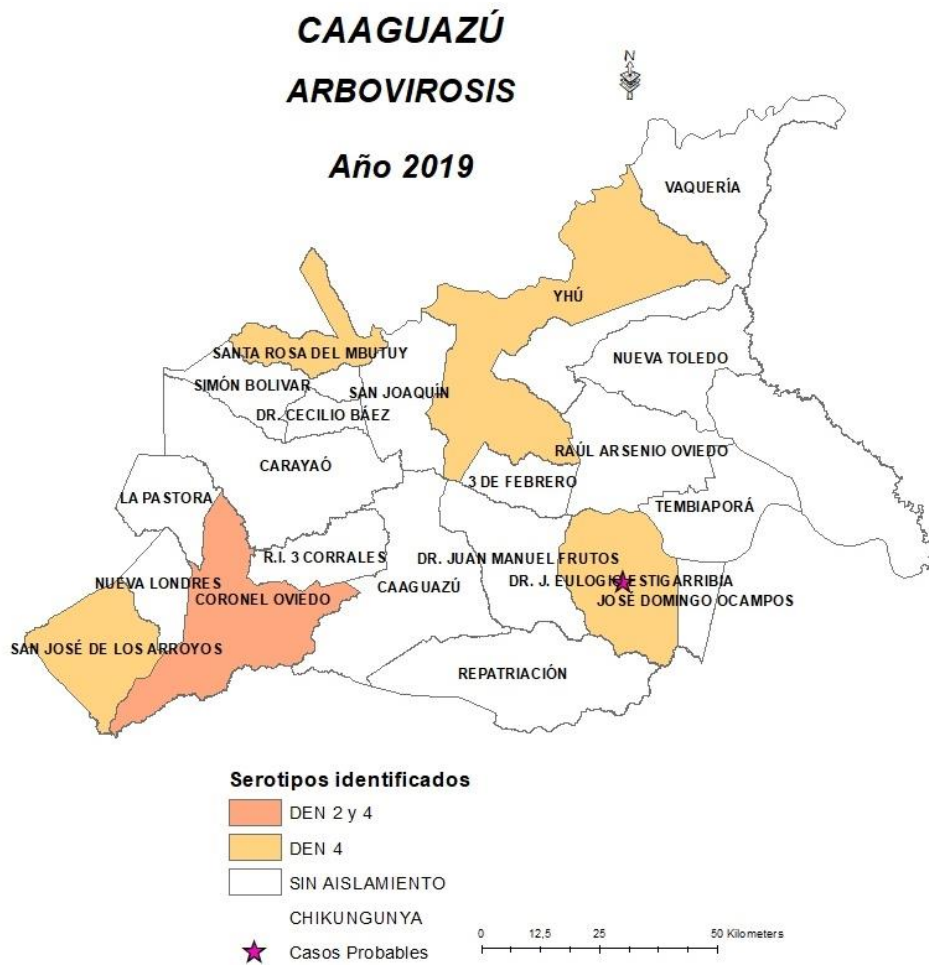 CAAGUAZÚ
ARBOVIROSIS
Año 2019
N
VAQUERÍA
YHÚ
SANTA ROSA DEL MBUTUY
NUEVA TOLEDO
SIMÓN BOLIVAR
SAN JOAQUÍN
DR. CECILIO BÁEZ
RAÚL ARSENIO OVIEDO
CARAYAÓ
3 DE FEBRERO
LA PASTORA
TEMBIAPORÁ
R.I. 3 CORRALES
DR. JUAN MANUEL FRUTOS
NUEVA LONDRES
CAAGUAZÚ
DR. J. EULOGIO ESTIGARRIBIA
CORONEL OVIEDO
JOSÉ DOMINGO OCAMPOS
SAN JOSÉ DE LOS ARROYOS
REPATRIACIÓN
Serotipos identificados
DEN 2 y 4
DEN 4
SIN AISLAMIENTO
CHIKUNGUNYA
Casos Probables
0 12,5 25 50 Kilometers